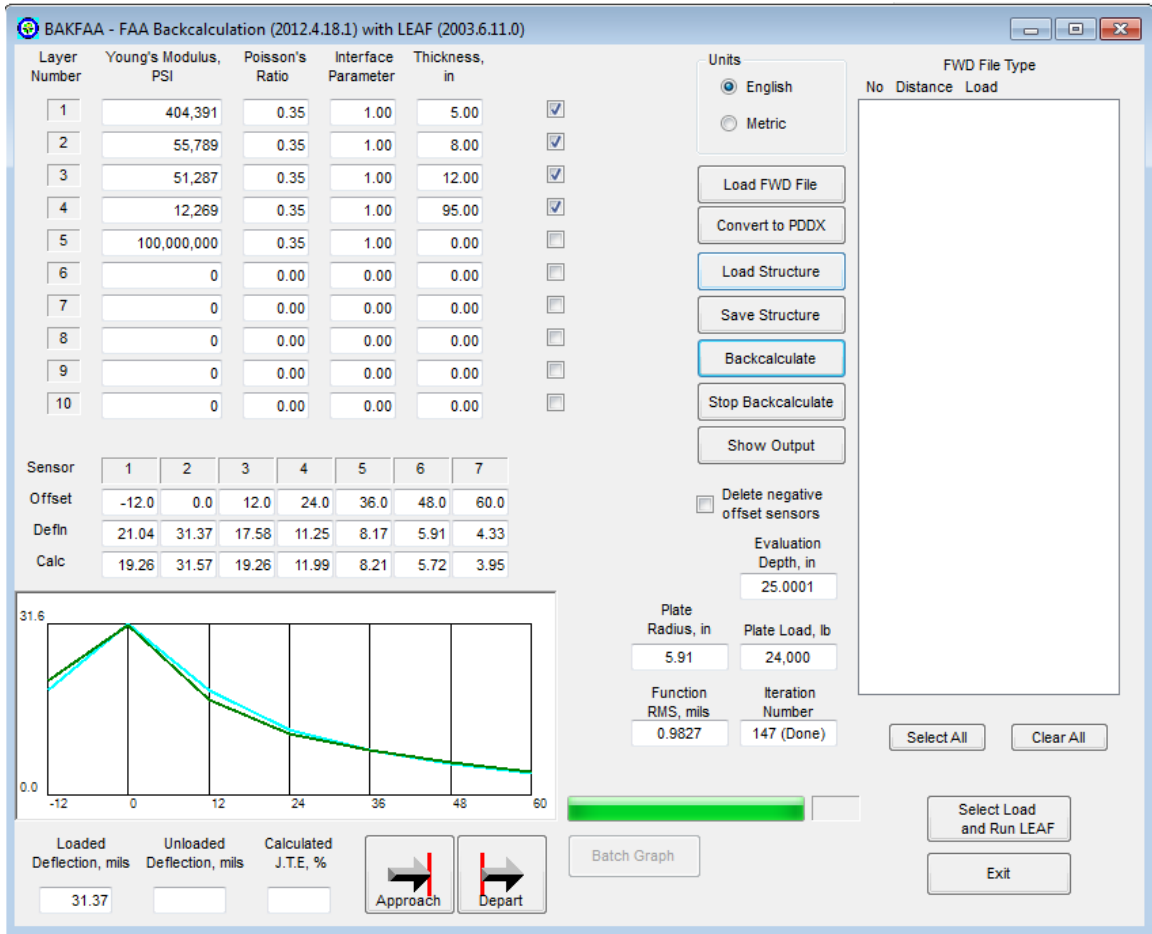 BAKFAA - FAA Backcalculation (2012.4.18.1) with LEAF (2003.6.11.0)
Layer Number Young's Modulus, PSI Poisson's Ratio Interface Parameter Thickness, in
1 404,391 0.35 1.00 5.00
2 55,789 0.35 1.00 8.00
3 51,287 0.35 1.00 12.00
4 12,269 0.35 1.00 95.00
5 100,000,000 0.35 1.00 0.00
6 0 0.00 0.00 0.00
7 0 0.00 0.00 0.00
8 0 0.00 0.00 0.00
9 0 0.00 0.00 0.00
10 0 0.00 0.00 0.00
Sensor 1 2 3 4 5 6 7
Offset -12.0 0.0 12.0 24.0 36.0 48.0 60.0
Defln 21.04 31.37 17.58 11.25 8.17 5.91 4.33
Calc 19.26 31.57 19.26 11.99 8.21 5.72 3.95
31.6
0.0
-12 0 12 24 36 48 60
Loaded Deflection, mils
31.37
Unloaded Deflection, mils
Calculated J.T.E, %
Approach
Depart
Units
English
Metric
Load FWD File
Convert to PDDX
Load Structure
Save Structure
Backcalculate
Stop Backcalculate
Show Output
Delete negative
offset sensors
Evaluation
Depth, in
25.0001
Plate
Radius, in
5.91
Plate Load, lb
24,000
Function
RMS, mils
0.9827
Iteration
Number
147 (Done)
Batch Graph
FWD File Type
No Distance Load
Select All
Clear All
Select Load
and Run LEAF
Exit